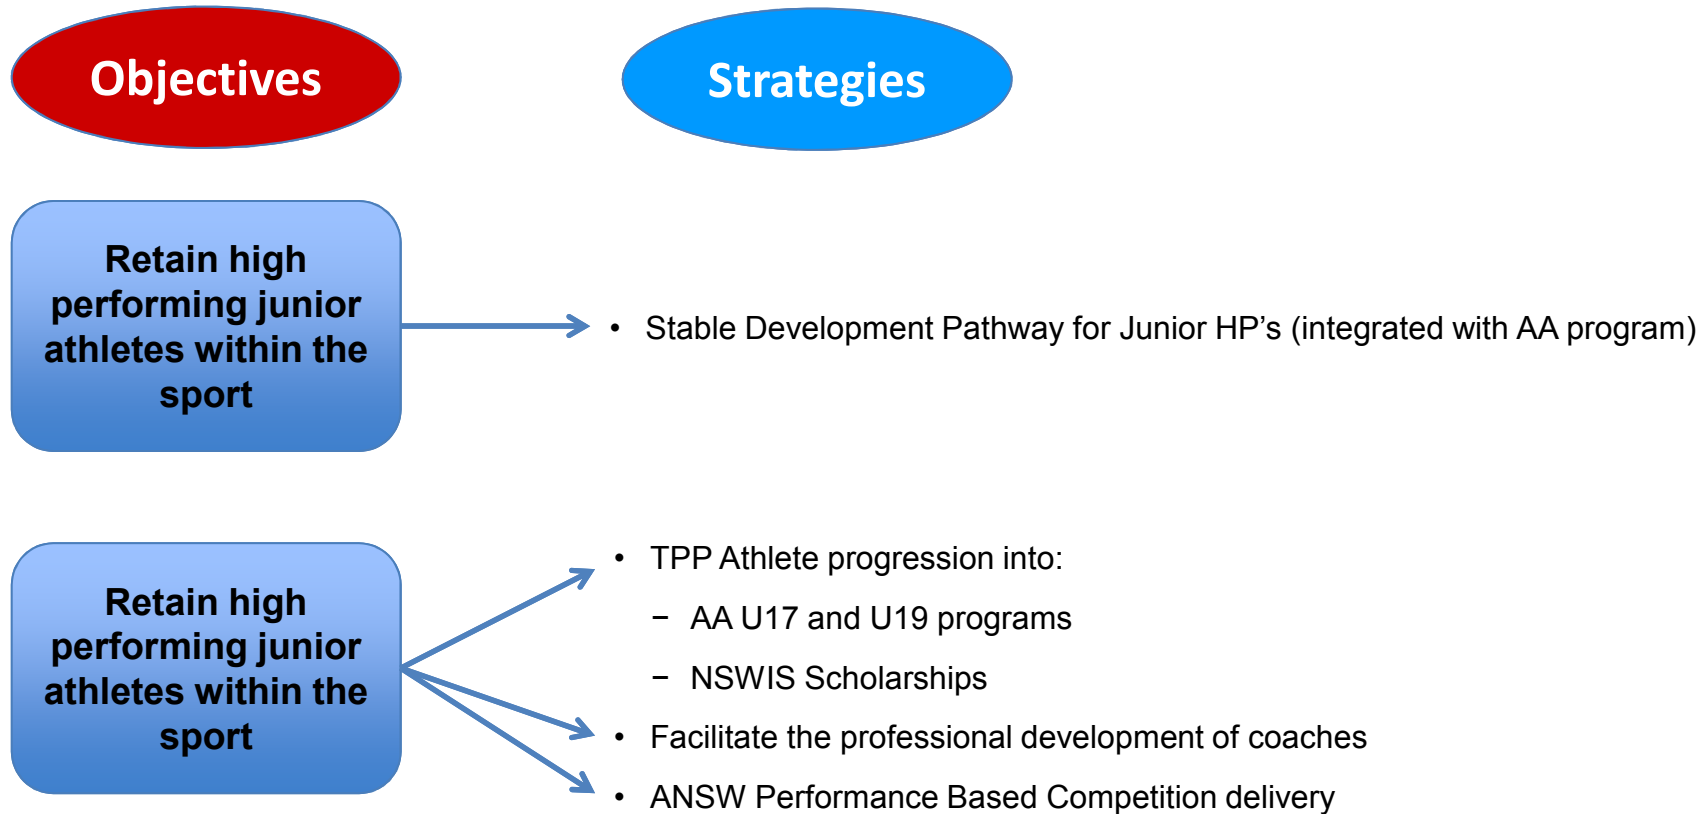 Objectives
Strategies
Retain high
performing junior
athletes within the
sport
• Stable Development Pathway for Junior HP’s (integrated with AA program)
Retain high
performing junior
athletes within the
sport
• TPP Athlete progression into:
− AA U17 and U19 programs
− NSWIS Scholarships
• Facilitate the professional development of coaches
• ANSW Performance Based Competition delivery